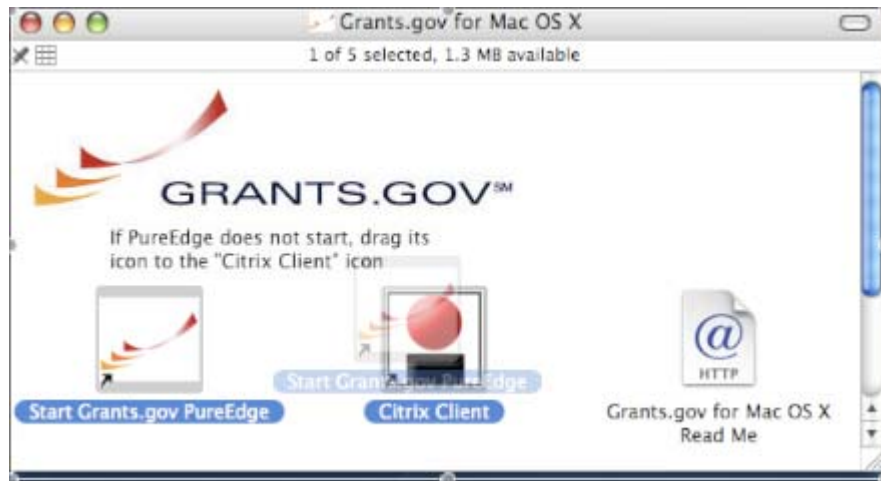 Grants.gov for Mac OS X
1 of 5 selected, 1.3 MB available
GRANTS.GOV℠
If PureEdge does not start, drag its
icon to the "Citrix Client" icon
Start Grants.gov PureEdge
Start Grants.gov PureEdge
Citrix Client
@
HTTP
Grants.gov for Mac OS X
Read Me